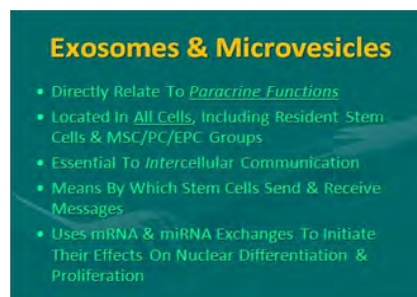 Exosomes & Microvesicles
• Directly Relate To Paracrine Functions
• Located In All Cells, Including Resident Stem
Cells & MSC/PC/EPC Groups
• Essential To Intercellular Communication
• Means By Which Stem Cells Send & Receive
Messages
• Uses mRNA & miRNA Exchanges To Initiate
Their Effects On Nuclear Differentiation &
Proliferation